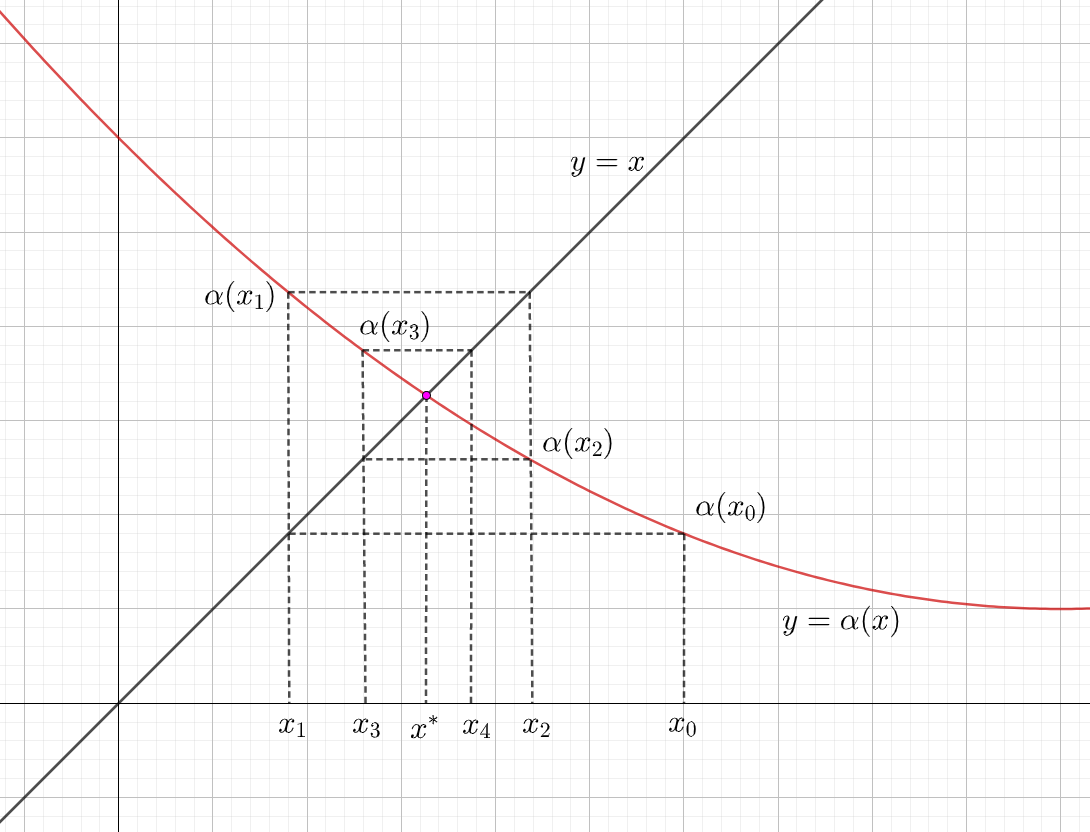 y = x
α(x₁)
α(x₃)
α(x₂)
α(x₀)
y = α(x)
x₁ x₃ x* x₄ x₂ x₀